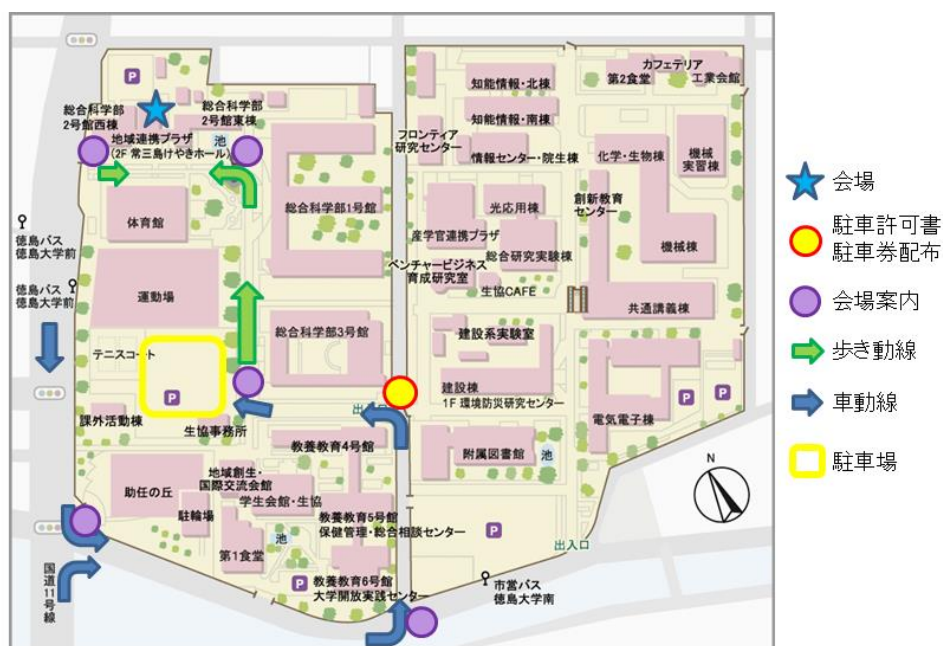 カフェテリア
第2食堂
工業会館
知能情報・北棟
総合科学部
2号館西棟
総合科学部
2号館東棟
知能情報・南棟
地域連携プラザ
(2F 常三島けやきホール)
池
フロンティア
研究センター
情報センター・院生棟
化学・生物棟
機械
実習棟
会場
体育館
総合科学部1号館
光応用棟
創新教育
センター
産学官連携プラザ
総合研究実験棟
機械棟
駐車許可書
駐車券配布
徳島バス
徳島大学前
ベンチャービジネス
育成研究室
徳島バス
徳島大学前
運動場
生協CAFE
会場案内
共通講義棟
総合科学部3号館
建設系実験室
歩き動線
テニスコート
P
建設棟
1F 環境防災研究センター
車動線
出入口
課外活動棟
生協事務所
電気電子棟
P
P
教養教育4号館
附属図書館
池
駐車場
地域創生・
国際交流会館
助任の丘
学生会館・生協
N
駐輪場
教養教育5号館
保健管理・総合相談センター
P
第1食堂
池
出入口
国道11号線
P
教養教育6号館
大学開放実践センター
市営バス
徳島大学南
P